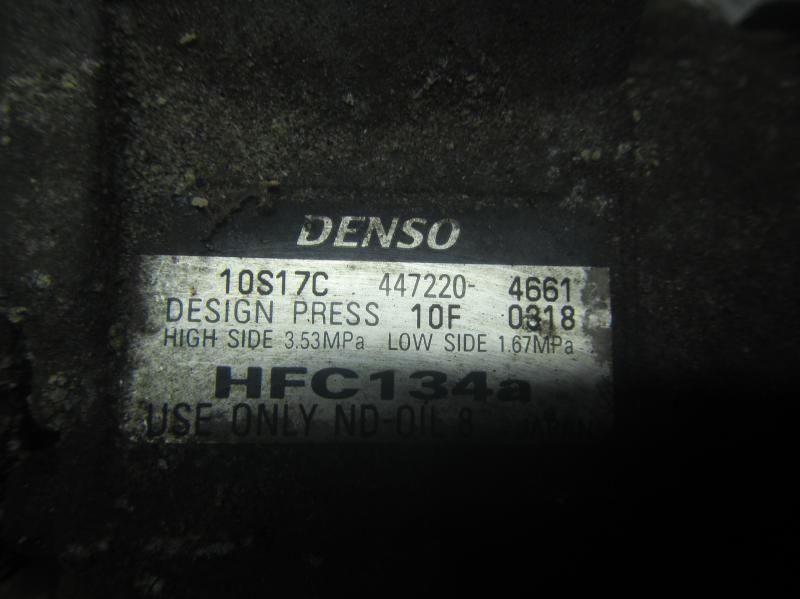 DENSO
10S17C 447220-4661
DESIGN PRESS 10F 0318
HIGH SIDE 3.53MPa LOW SIDE 1.67MPa
HFC134a
USE ONLY ND-OIL 8 JAPAN